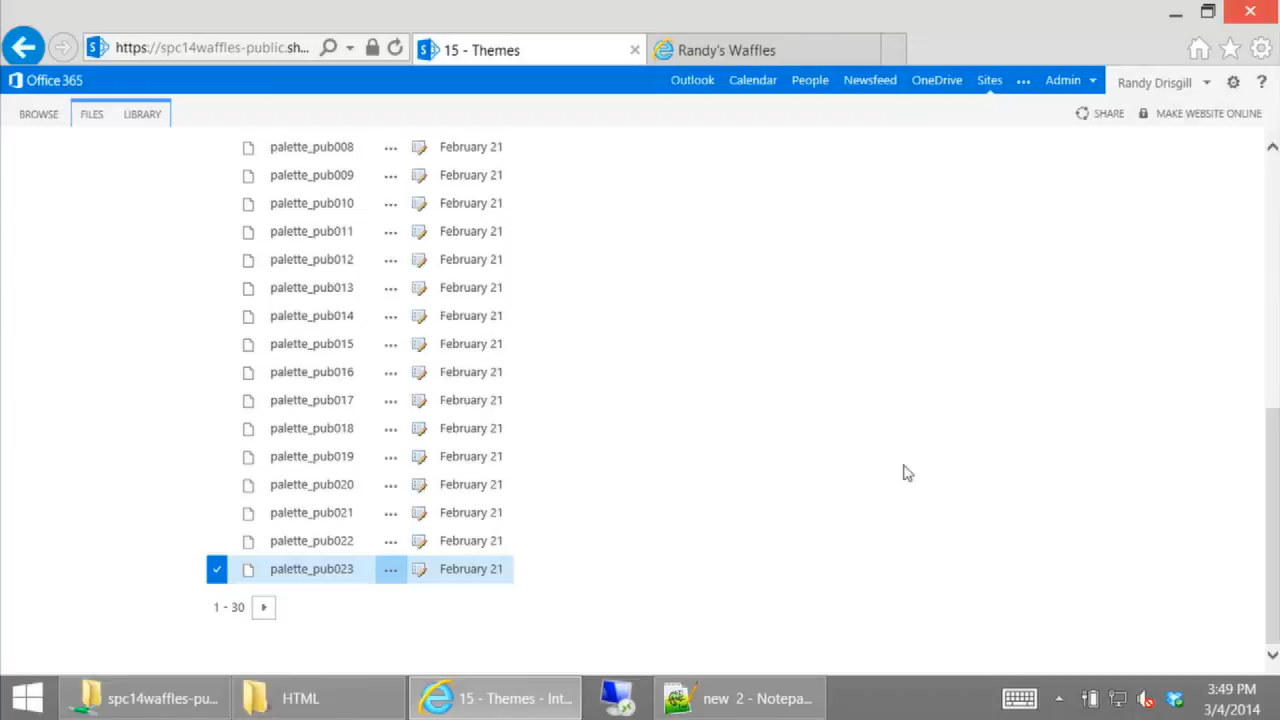 https://spc14waffles-public.sh...
15 - Themes
Randy's Waffles
Office 365
Outlook Calendar People Newsfeed OneDrive Sites ... Admin Randy Drisgill ?
BROWSE FILES LIBRARY SHARE MAKE WEBSITE ONLINE
palette_pub008 ... February 21
palette_pub009 ... February 21
palette_pub010 ... February 21
palette_pub011 ... February 21
palette_pub012 ... February 21
palette_pub013 ... February 21
palette_pub014 ... February 21
palette_pub015 ... February 21
palette_pub016 ... February 21
palette_pub017 ... February 21
palette_pub018 ... February 21
palette_pub019 ... February 21
palette_pub020 ... February 21
palette_pub021 ... February 21
palette_pub022 ... February 21
palette_pub023 ... February 21
1 - 30
spc14waffles-pu...
HTML
15 - Themes - Int...
new 2 - Notepa...
3:49 PM
3/4/2014